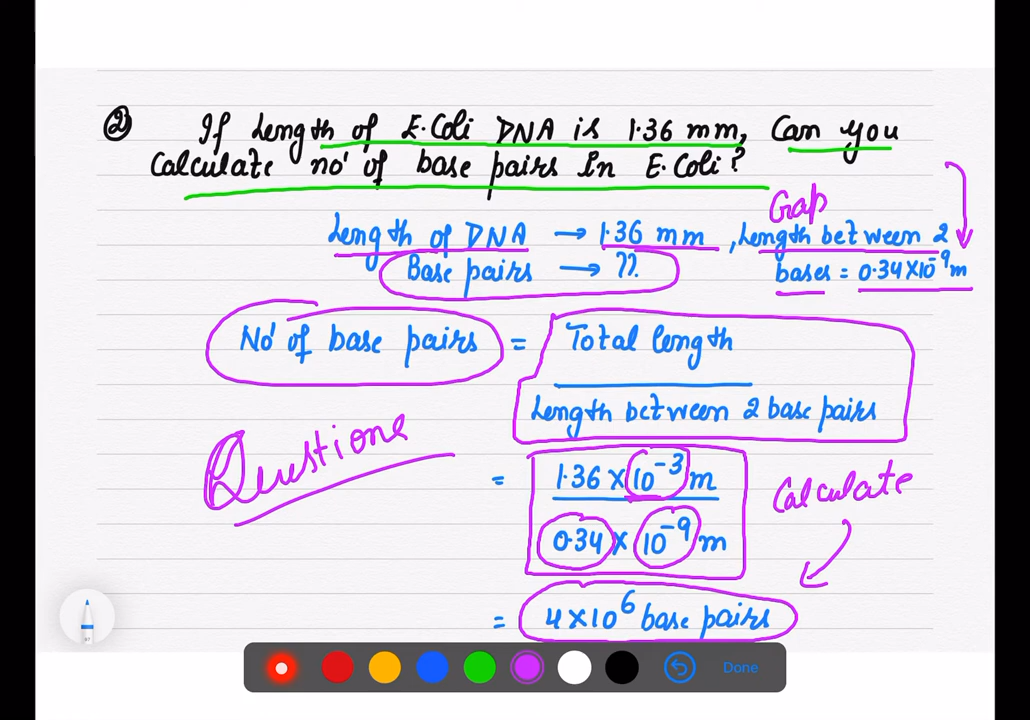 ② If Length of E.Coli DNA is 1.36 mm, Can you
Calculate no' of base pairs in E.Coli?
Gap
Length of DNA → 1.36 mm , Length between 2
Base pairs → ??
bases = 0.34×10⁻⁹m
No' of base pairs = Total length
Length between 2 base pairs
Questions
= 1.36 × 10⁻³ m
0.34 × 10⁻⁹ m
Calculate
= 4×10⁶ base pairs
Done